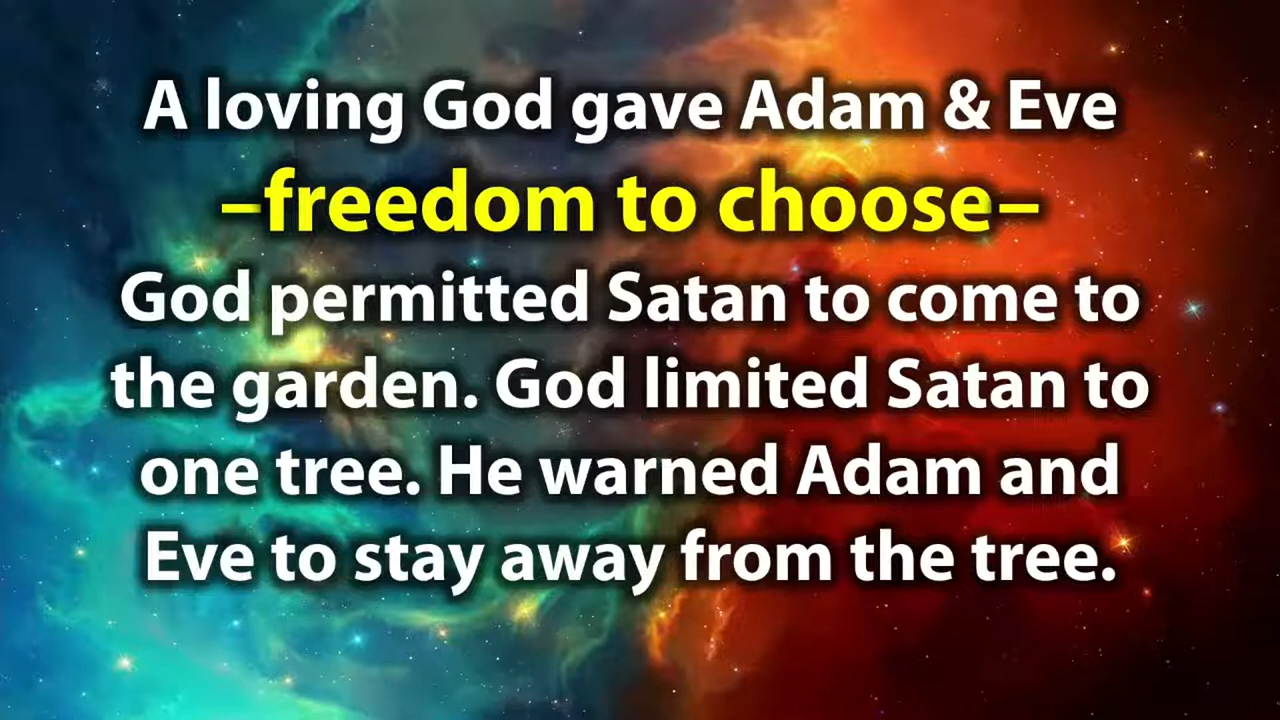 A loving God gave Adam & Eve
–freedom to choose–
God permitted Satan to come to
the garden. God limited Satan to
one tree. He warned Adam and
Eve to stay away from the tree.